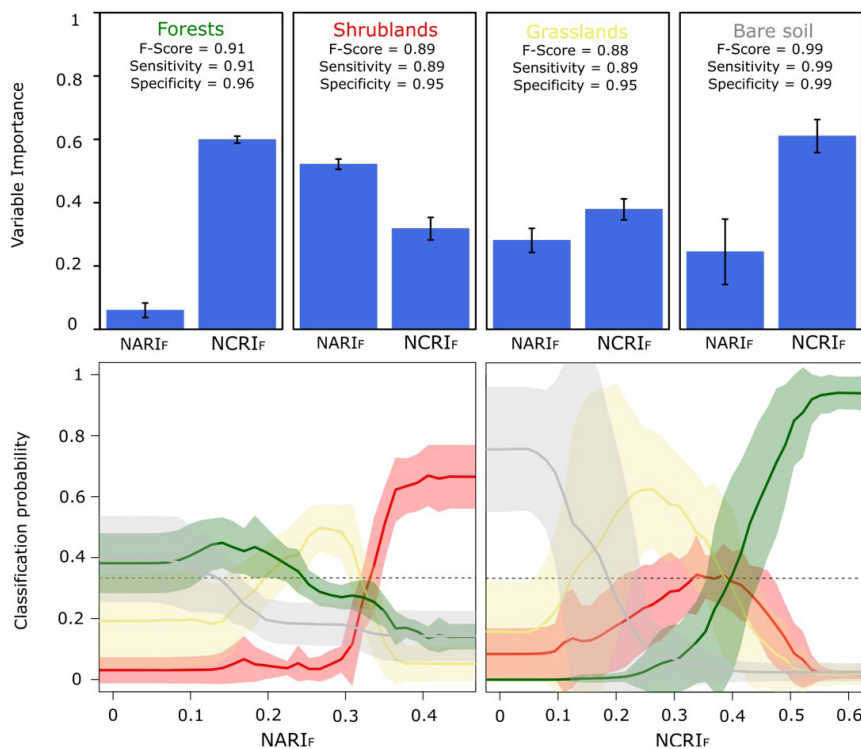 Variable Importance
1
0.8
0.6
0.4
0.2
0
Forests
F-Score = 0.91
Sensitivity = 0.91
Specificity = 0.96
NARIF
NCRIF
Shrublands
F-Score = 0.89
Sensitivity = 0.89
Specificity = 0.95
NARIF
NCRIF
Grasslands
F-Score = 0.88
Sensitivity = 0.89
Specificity = 0.95
NARIF
NCRIF
Bare soil
F-Score = 0.99
Sensitivity = 0.99
Specificity = 0.99
NARIF
NCRIF
Classification probability
1
0.8
0.6
0.4
0.2
0
0 0.1 0.2 0.3 0.4
NARIF
0 0.1 0.2 0.3 0.4 0.5 0.6
NCRIF